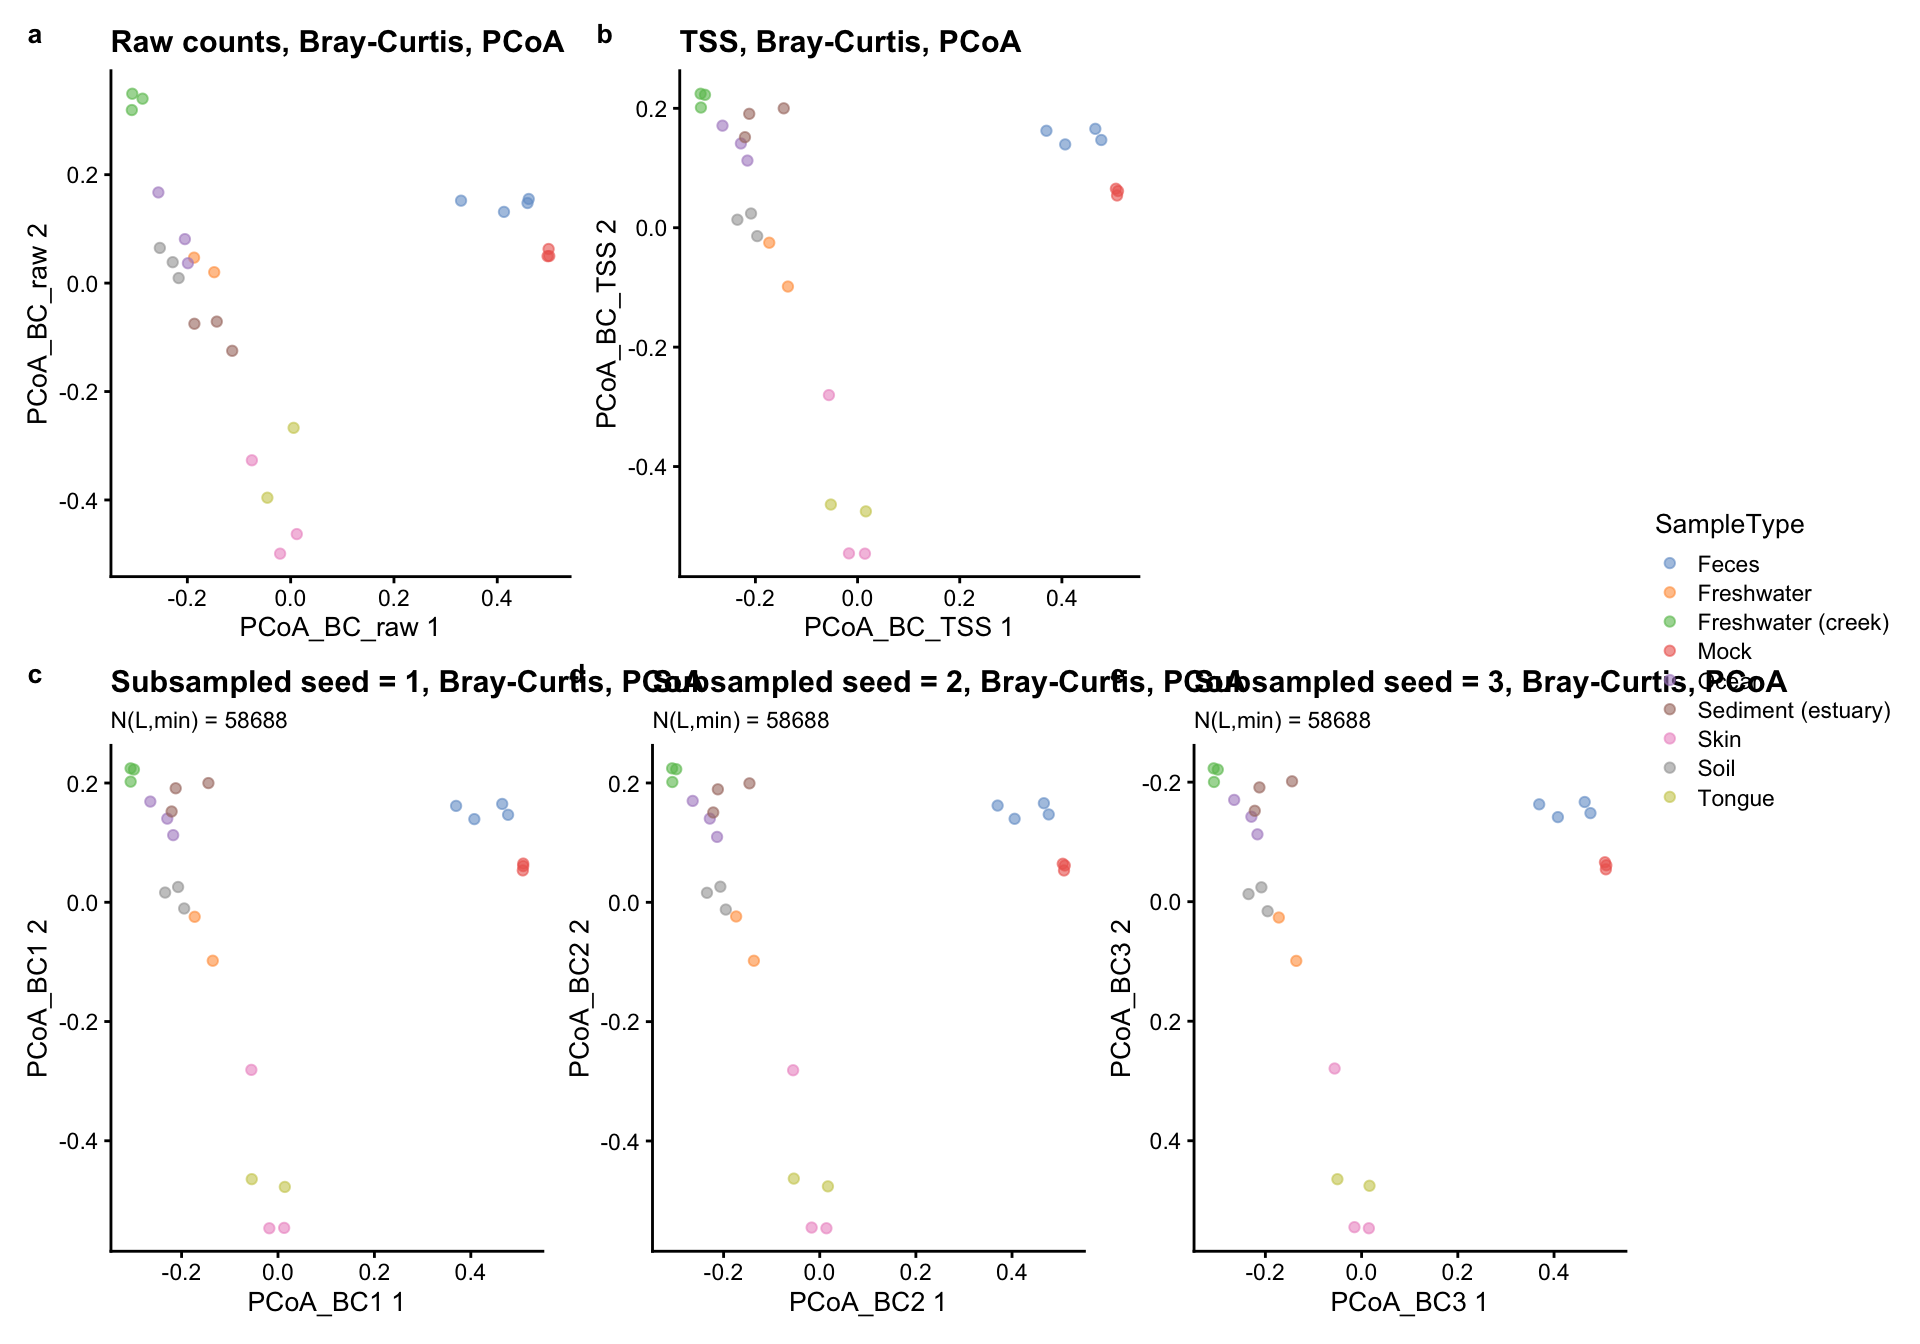 a
Raw counts, Bray-Curtis, PCoA
PCoA_BC_raw 2
0.2
0.0
-0.2
-0.4
-0.2 0.0 0.2 0.4
PCoA_BC_raw 1
b
TSS, Bray-Curtis, PCoA
PCoA_BC_TSS 2
0.2
0.0
-0.2
-0.4
-0.2 0.0 0.2 0.4
PCoA_BC_TSS 1
c
Subsampled seed = 1, Bray-Curtis, PCoA
N(L,min) = 58688
PCoA_BC1 2
0.2
0.0
-0.2
-0.4
-0.2 0.0 0.2 0.4
PCoA_BC1 1
d
Subsampled seed = 2, Bray-Curtis, PCoA
N(L,min) = 58688
PCoA_BC2 2
0.2
0.0
-0.2
-0.4
-0.2 0.0 0.2 0.4
PCoA_BC2 1
e
Subsampled seed = 3, Bray-Curtis, PCoA
N(L,min) = 58688
PCoA_BC3 2
-0.2
0.0
0.2
0.4
-0.2 0.0 0.2 0.4
PCoA_BC3 1
SampleType
Feces
Freshwater
Freshwater (creek)
Mock
Ocean
Sediment (estuary)
Skin
Soil
Tongue